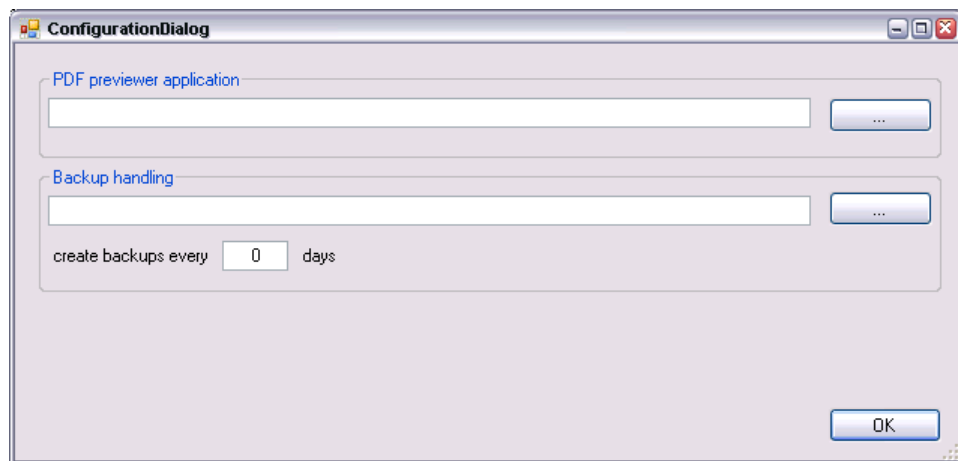 ConfigurationDialog
PDF previewer application
...
Backup handling
...
create backups every 0 days
OK